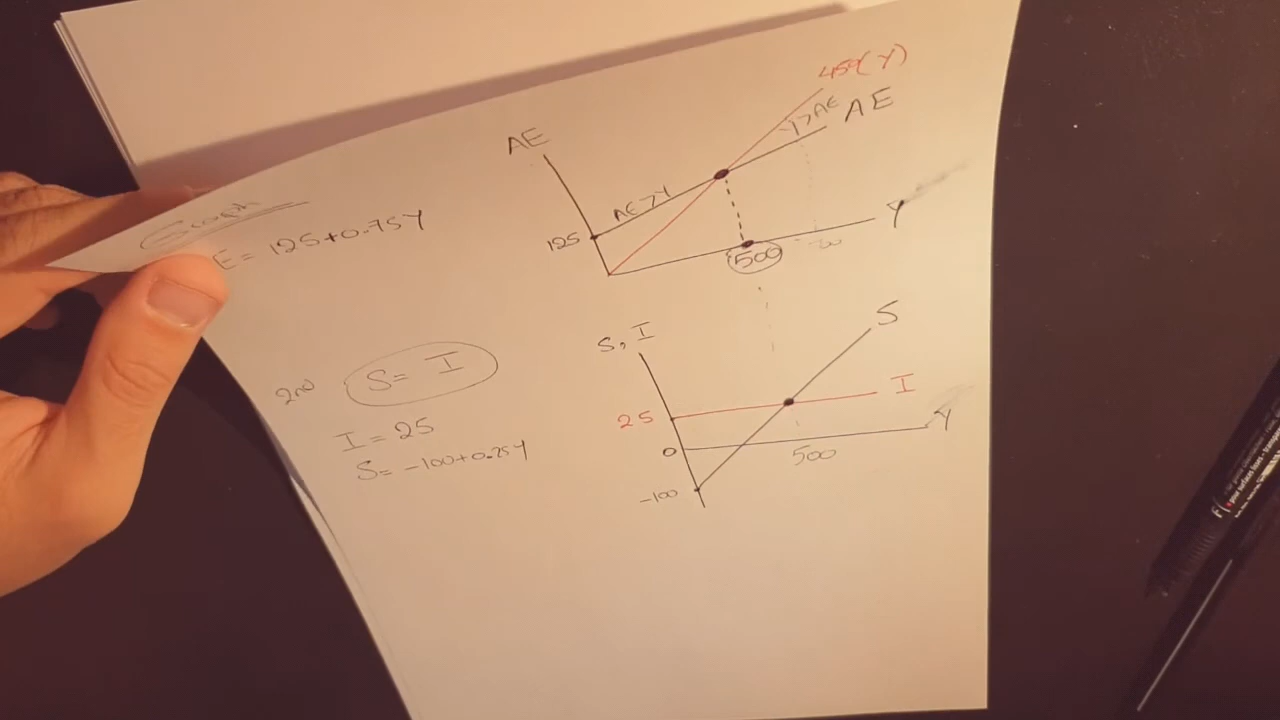 Graph
E = 125+0.75Y
AE
45°(Y)
Y>AE
AE
AE>Y
125
Y
500
2nd
S= I
I = 25
S= -100+0.25Y
S, I
S
25
I
0
Y
500
-100